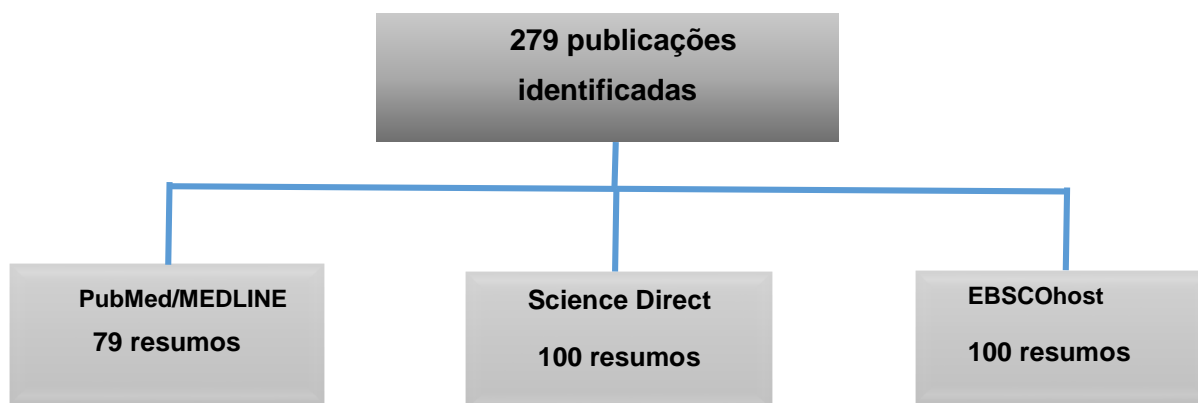 279 publicações
identificadas
PubMed/MEDLINE
79 resumos
Science Direct
100 resumos
EBSCOhost
100 resumos